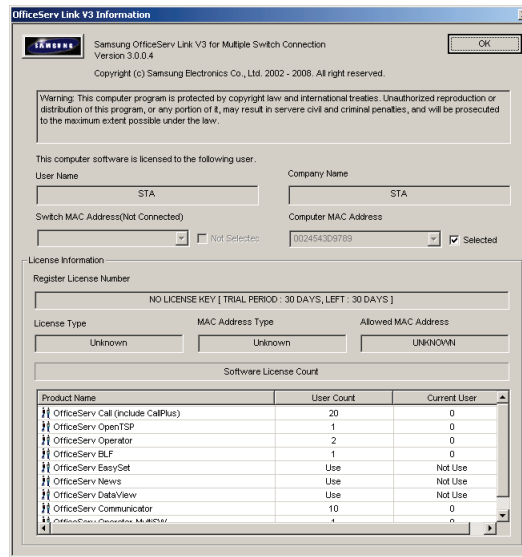 OfficeServ Link V3 Information
SAMSUNG
Samsung OfficeServ Link V3 for Multiple Switch Connection
Version 3.0.0.4
OK
Copyright (c) Samsung Electronics Co., Ltd. 2002 - 2008. All right reserved.
Warning: This computer program is protected by copyright law and international treaties. Unauthorized reproduction or
distribution of this program, or any portion of it, may result in servere civil and criminal penalties, and will be prosecuted
to the maximum extent possible under the law.
This computer software is licensed to the following user.
User Name
Company Name
STA
STA
Switch MAC Address(Not Connected)
Computer MAC Address
Not Selectes
0024543D9789
Selected
License Information
Register License Number
NO LICENSE KEY [ TRIAL PERIOD : 30 DAYS, LEFT : 30 DAYS ]
License Type
MAC Address Type
Allowed MAC Address
Unknown
Unknown
UNKNOWN
Software License Count
Product Name User Count Current User
OfficeServ Call (include CallPlus) 20 0
OfficeServ OpenTSP 1 0
OfficeServ Operator 2 0
OfficeServ BLF 1 0
OfficeServ EasySet Use Not Use
OfficeServ News Use Not Use
OfficeServ DataView Use Not Use
OfficeServ Communicator 10 0
OfficeServ Operator MultiSW 1 0